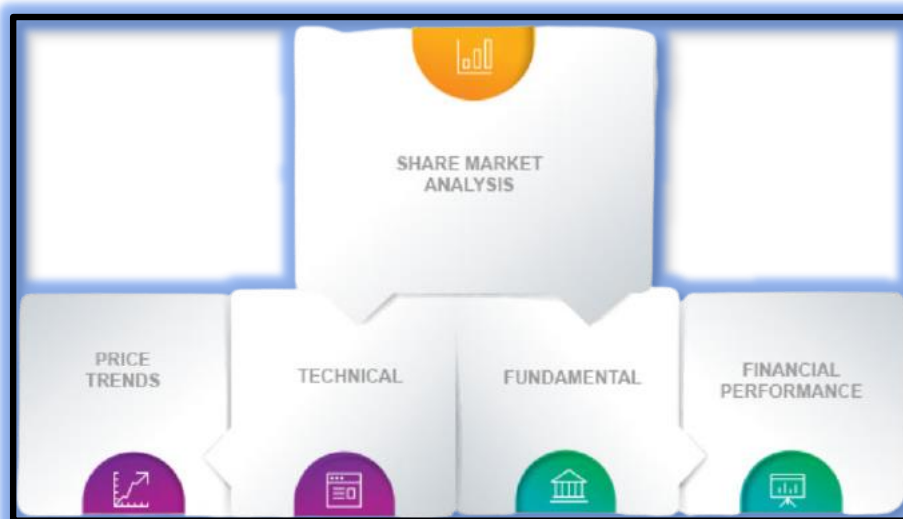 SHARE MARKET
ANALYSIS
PRICE
TRENDS
TECHNICAL
FUNDAMENTAL
FINANCIAL
PERFORMANCE